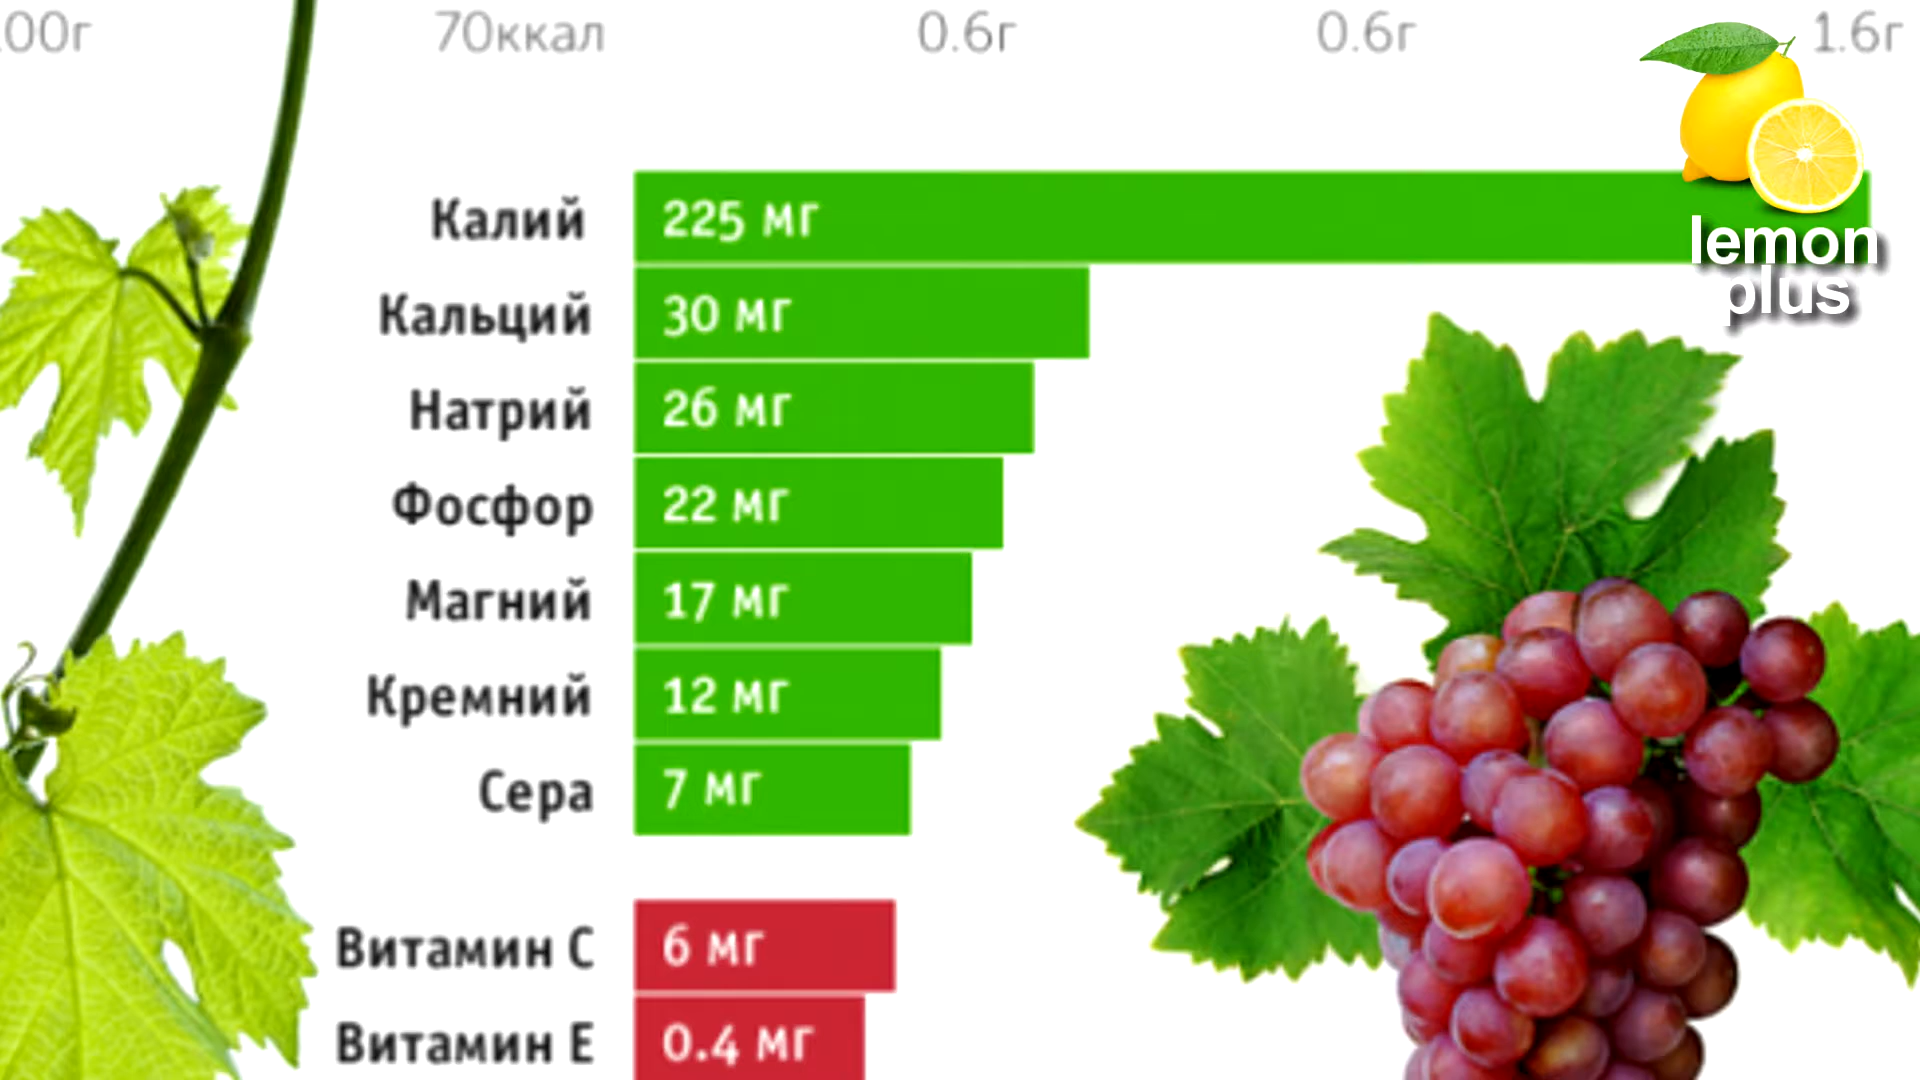 00г 70ккал 0.6г 0.6г 1.6г
lemon
plus
Калий 225 мг
Кальций 30 мг
Натрий 26 мг
Фосфор 22 мг
Магний 17 мг
Кремний 12 мг
Сера 7 мг
Витамин C 6 мг
Витамин E 0.4 мг